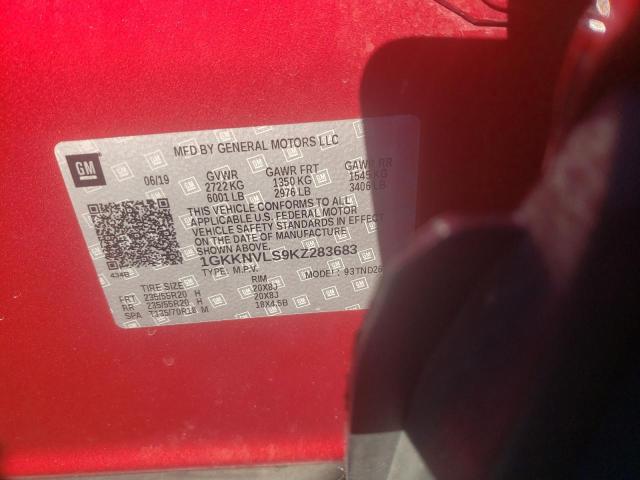 GM
MFD BY GENERAL MOTORS LLC
06/19 GVWR GAWR FRT GAWR RR
2722 KG 1350 KG 1545 KG
6001 LB 2976 LB 3406 LB
THIS VEHICLE CONFORMS TO ALL
APPLICABLE U.S. FEDERAL MOTOR
VEHICLE SAFETY STANDARDS IN EFFECT
ON THE DATE OF MANUFACTURE
SHOWN ABOVE.
1GKKNVLS9KZ283683
434B TYPE: M.P.V. MODEL: 93TND26
TIRE SIZE RIM
FRT 235/55R20 H 20X8J
RR 235/55R20 H 20X8J
SPA T135/70R18 M 18X4.5B